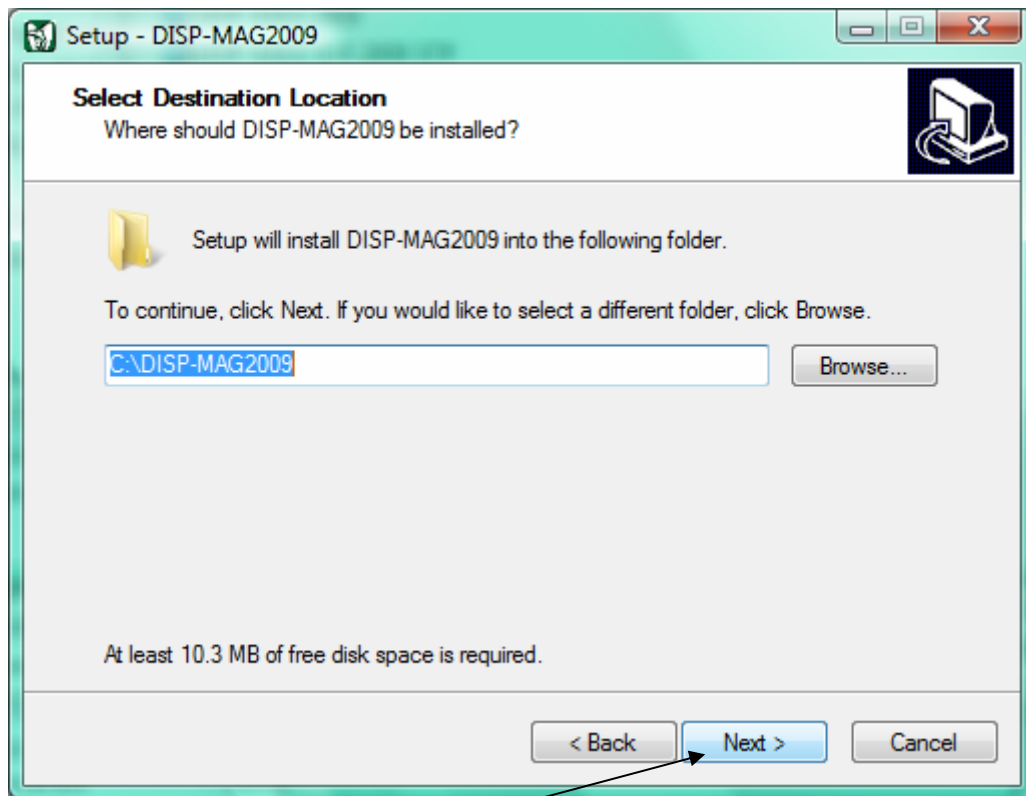 Setup - DISP-MAG2009
Select Destination Location
Where should DISP-MAG2009 be installed?
Setup will install DISP-MAG2009 into the following folder.
To continue, click Next. If you would like to select a different folder, click Browse.
C:\DISP-MAG2009
Browse...
At least 10.3 MB of free disk space is required.
< Back
Next >
Cancel